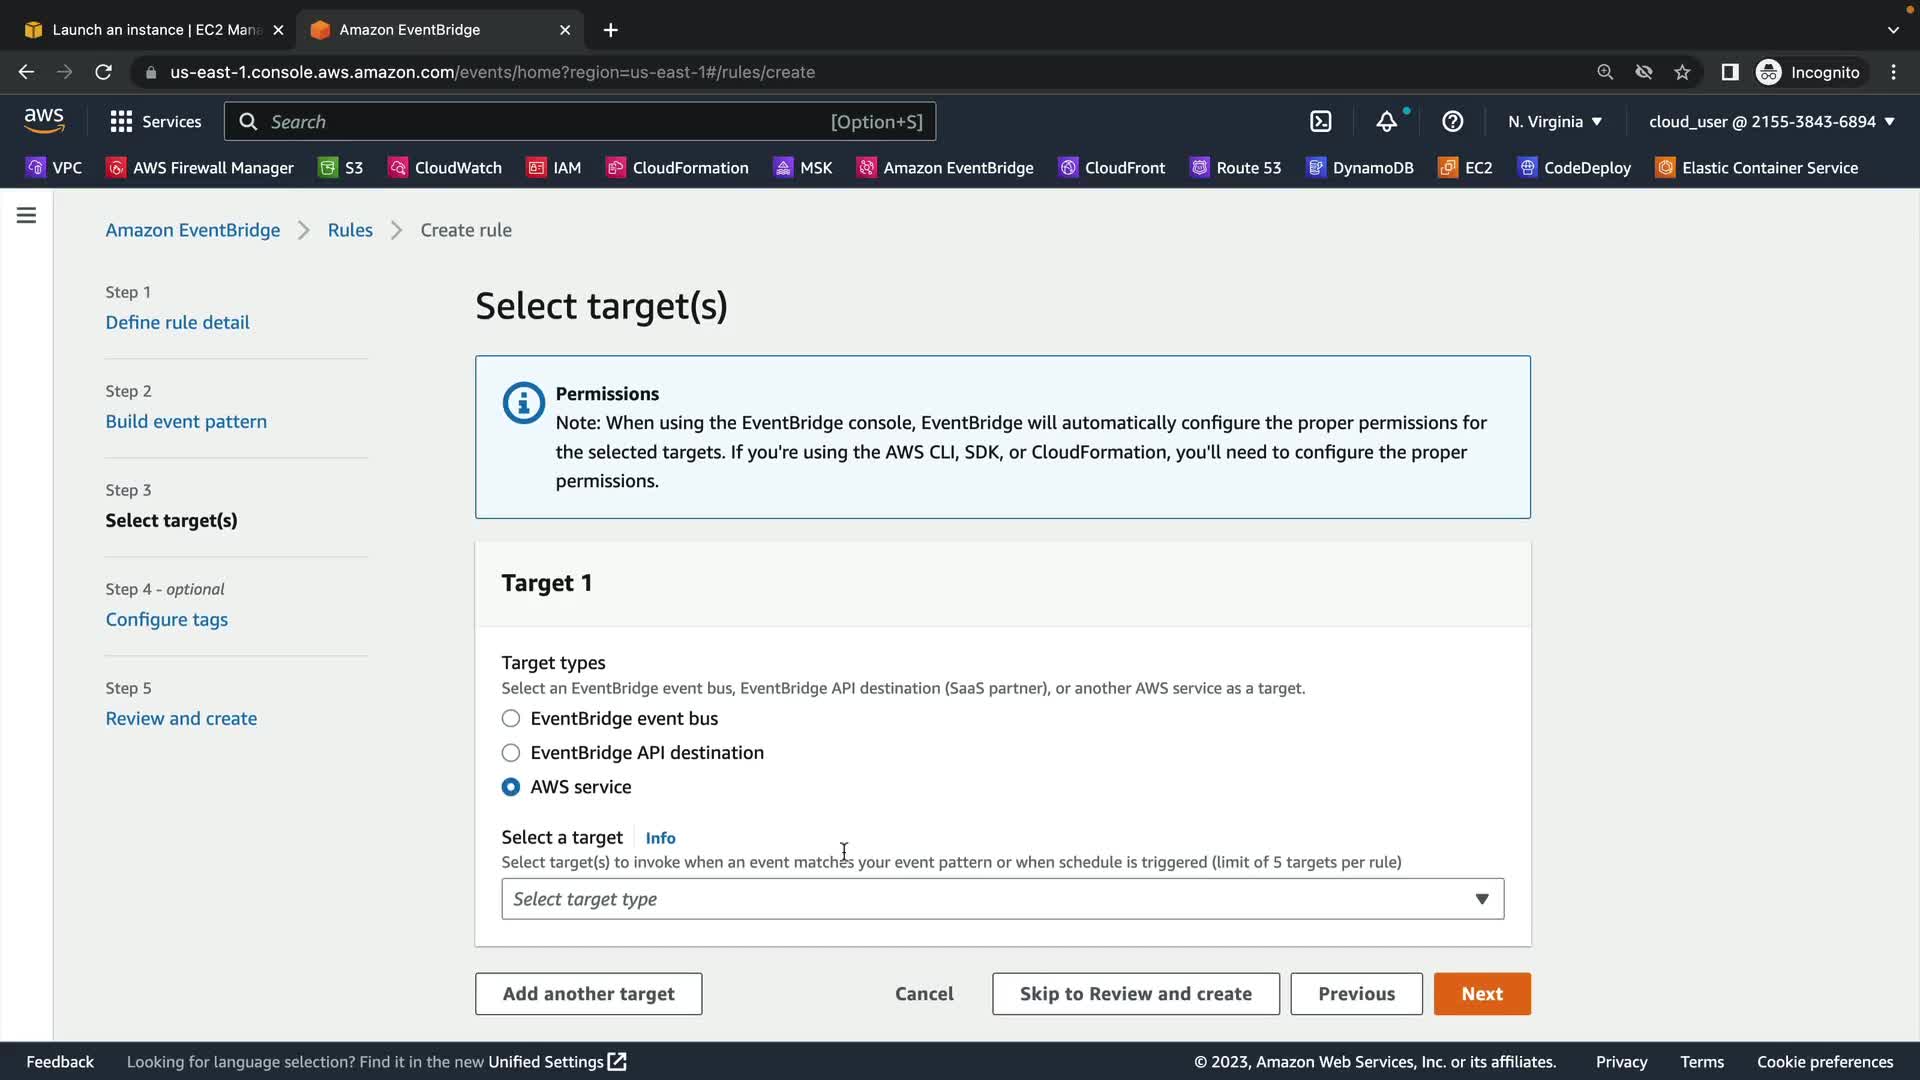 Launch an instance | EC2 Mana
Amazon EventBridge
us-east-1.console.aws.amazon.com/events/home?region=us-east-1#/rules/create
Incognito
aws
Services
Search
[Option+S]
N. Virginia
cloud_user @ 2155-3843-6894
VPC
AWS Firewall Manager
S3
CloudWatch
IAM
CloudFormation
MSK
Amazon EventBridge
CloudFront
Route 53
DynamoDB
EC2
CodeDeploy
Elastic Container Service
Amazon EventBridge
Rules
Create rule
Step 1
Define rule detail
Step 2
Build event pattern
Step 3
Select target(s)
Step 4 - optional
Configure tags
Step 5
Review and create
Select target(s)
Permissions
Note: When using the EventBridge console, EventBridge will automatically configure the proper permissions for
the selected targets. If you're using the AWS CLI, SDK, or CloudFormation, you'll need to configure the proper
permissions.
Target 1
Target types
Select an EventBridge event bus, EventBridge API destination (SaaS partner), or another AWS service as a target.
EventBridge event bus
EventBridge API destination
AWS service
Select a target
Info
Select target(s) to invoke when an event matches your event pattern or when schedule is triggered (limit of 5 targets per rule)
Select target type
Add another target
Cancel
Skip to Review and create
Previous
Next
Feedback
Looking for language selection? Find it in the new Unified Settings
© 2023, Amazon Web Services, Inc. or its affiliates.
Privacy
Terms
Cookie preferences